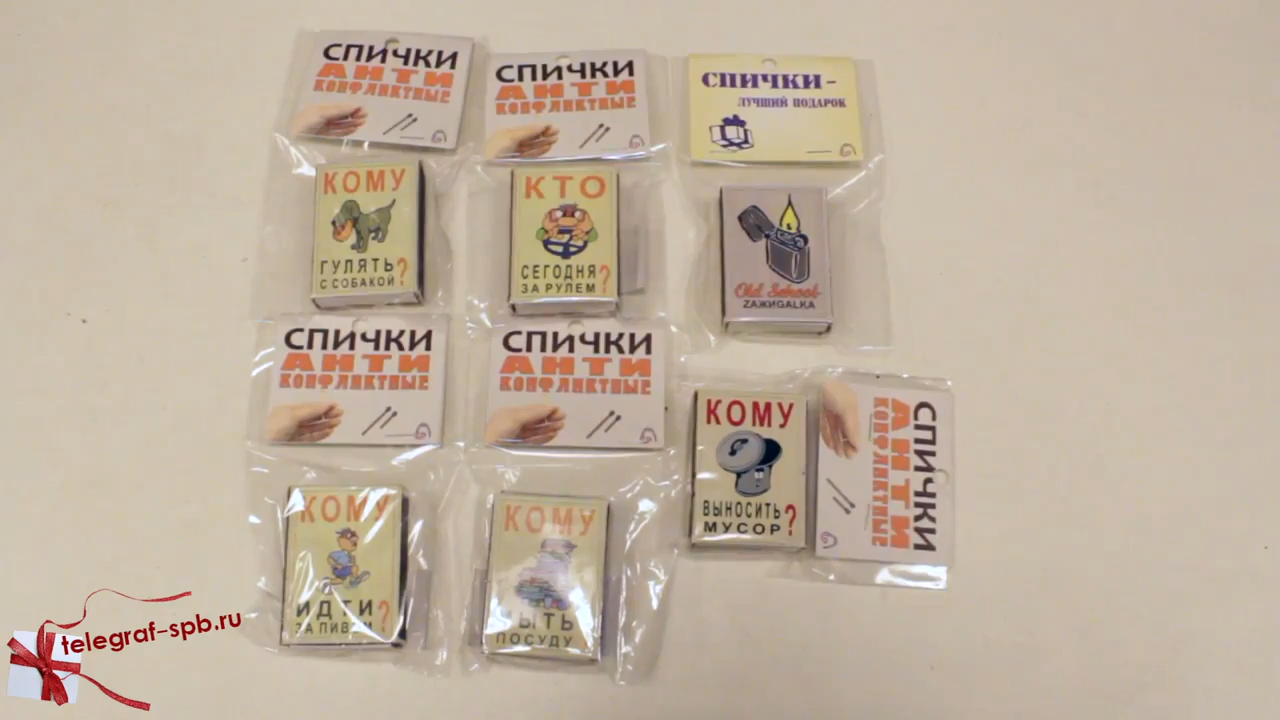 СПИЧКИ
АНТИ
КОНФЛИКТНЫЕ
КОМУ
ГУЛЯТЬ
С СОБАКОЙ?
СПИЧКИ
АНТИ
КОНФЛИКТНЫЕ
КТО
СЕГОДНЯ
ЗА РУЛЕМ?
СПИЧКИ-
ЛУЧШИЙ ПОДАРОК
Old School
ZAЖИGALKA
СПИЧКИ
АНТИ
КОНФЛИКТНЫЕ
КОМУ
ИДТИ
ЗА ПИВОМ?
СПИЧКИ
АНТИ
КОНФЛИКТНЫЕ
КОМУ
МЫТЬ
ПОСУДУ
КОМУ
ВЫНОСИТЬ
МУСОР?
СПИЧКИ
АНТИ
КОНФЛИКТНЫЕ
telegraf-spb.ru